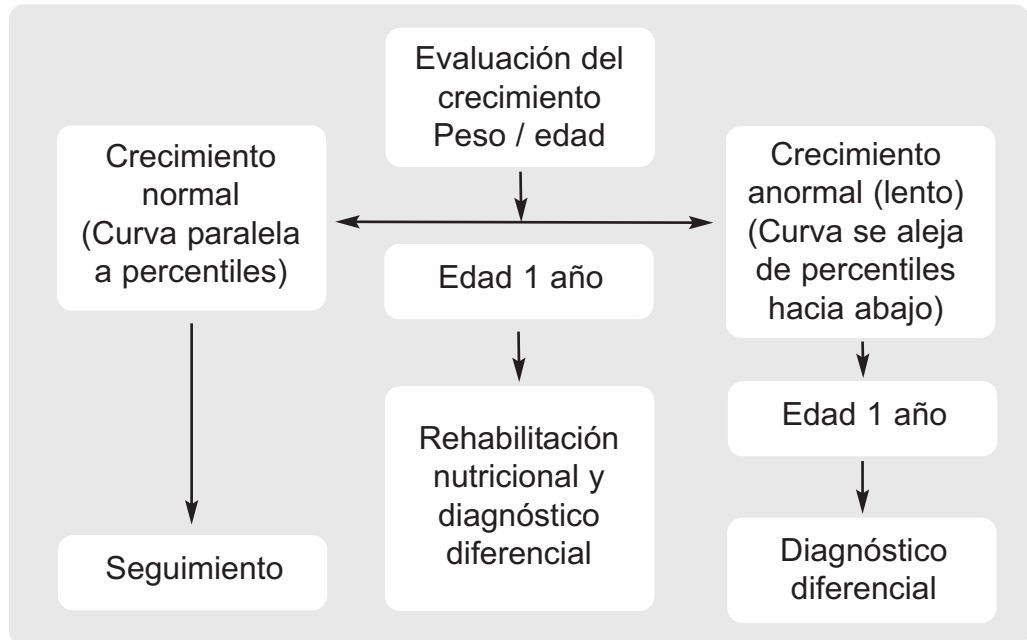 Evaluación del
crecimiento
Peso / edad
Crecimiento
normal
(Curva paralela
a percentiles)
Crecimiento
anormal (lento)
(Curva se aleja
de percentiles
hacia abajo)
Edad 1 año
Edad 1 año
Rehabilitación
nutricional y
diagnóstico
diferencial
Seguimiento
Diagnóstico
diferencial